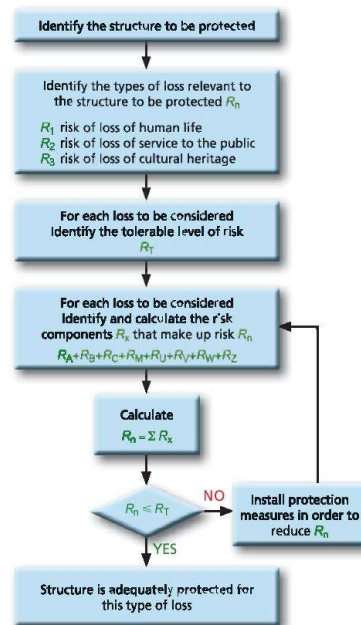 Identify the structure to be protected
Identify the types of loss relevant to
the structure to be protected Rn
R1 risk of loss of human life
R2 risk of loss of service to the public
R3 risk of loss of cultural heritage
For each loss to be considered
Identify the tolerable level of risk
RT
For each loss to be considered
Identify and calculate the risk
components Rx that make up risk Rn
RA+RB+RC+RM+RU+RV+RW+RZ
Calculate
Rn = Σ Rx
Rn ≤ RT
NO
Install protection
measures in order to
reduce Rn
YES
Structure is adequately protected for
this type of loss